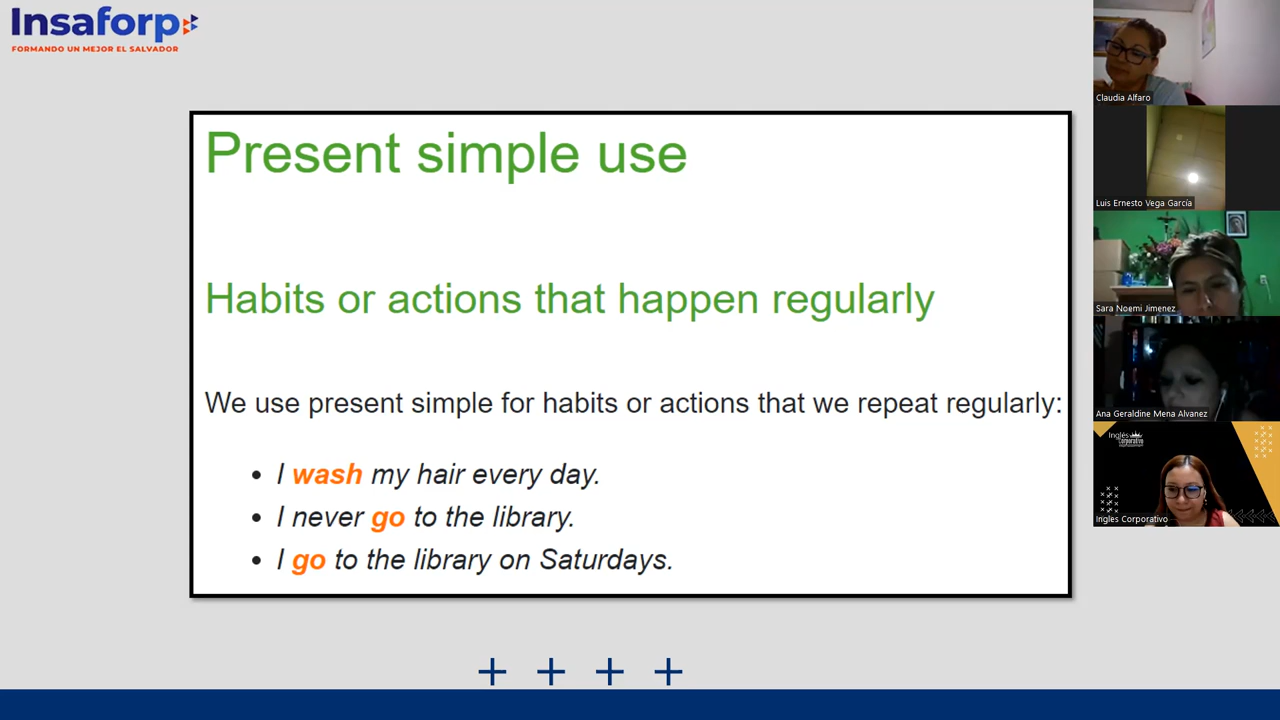 Insaforp
FORMANDO UN MEJOR EL SALVADOR
Present simple use
Habits or actions that happen regularly
We use present simple for habits or actions that we repeat regularly:
• I wash my hair every day.
• I never go to the library.
• I go to the library on Saturdays.
Claudia Alfaro
Luis Ernesto Vega García
Sara Noemi Jimenez
Ana Geraldine Mena Alvanez
Inglés
Corporativo
Ingles Corporativo